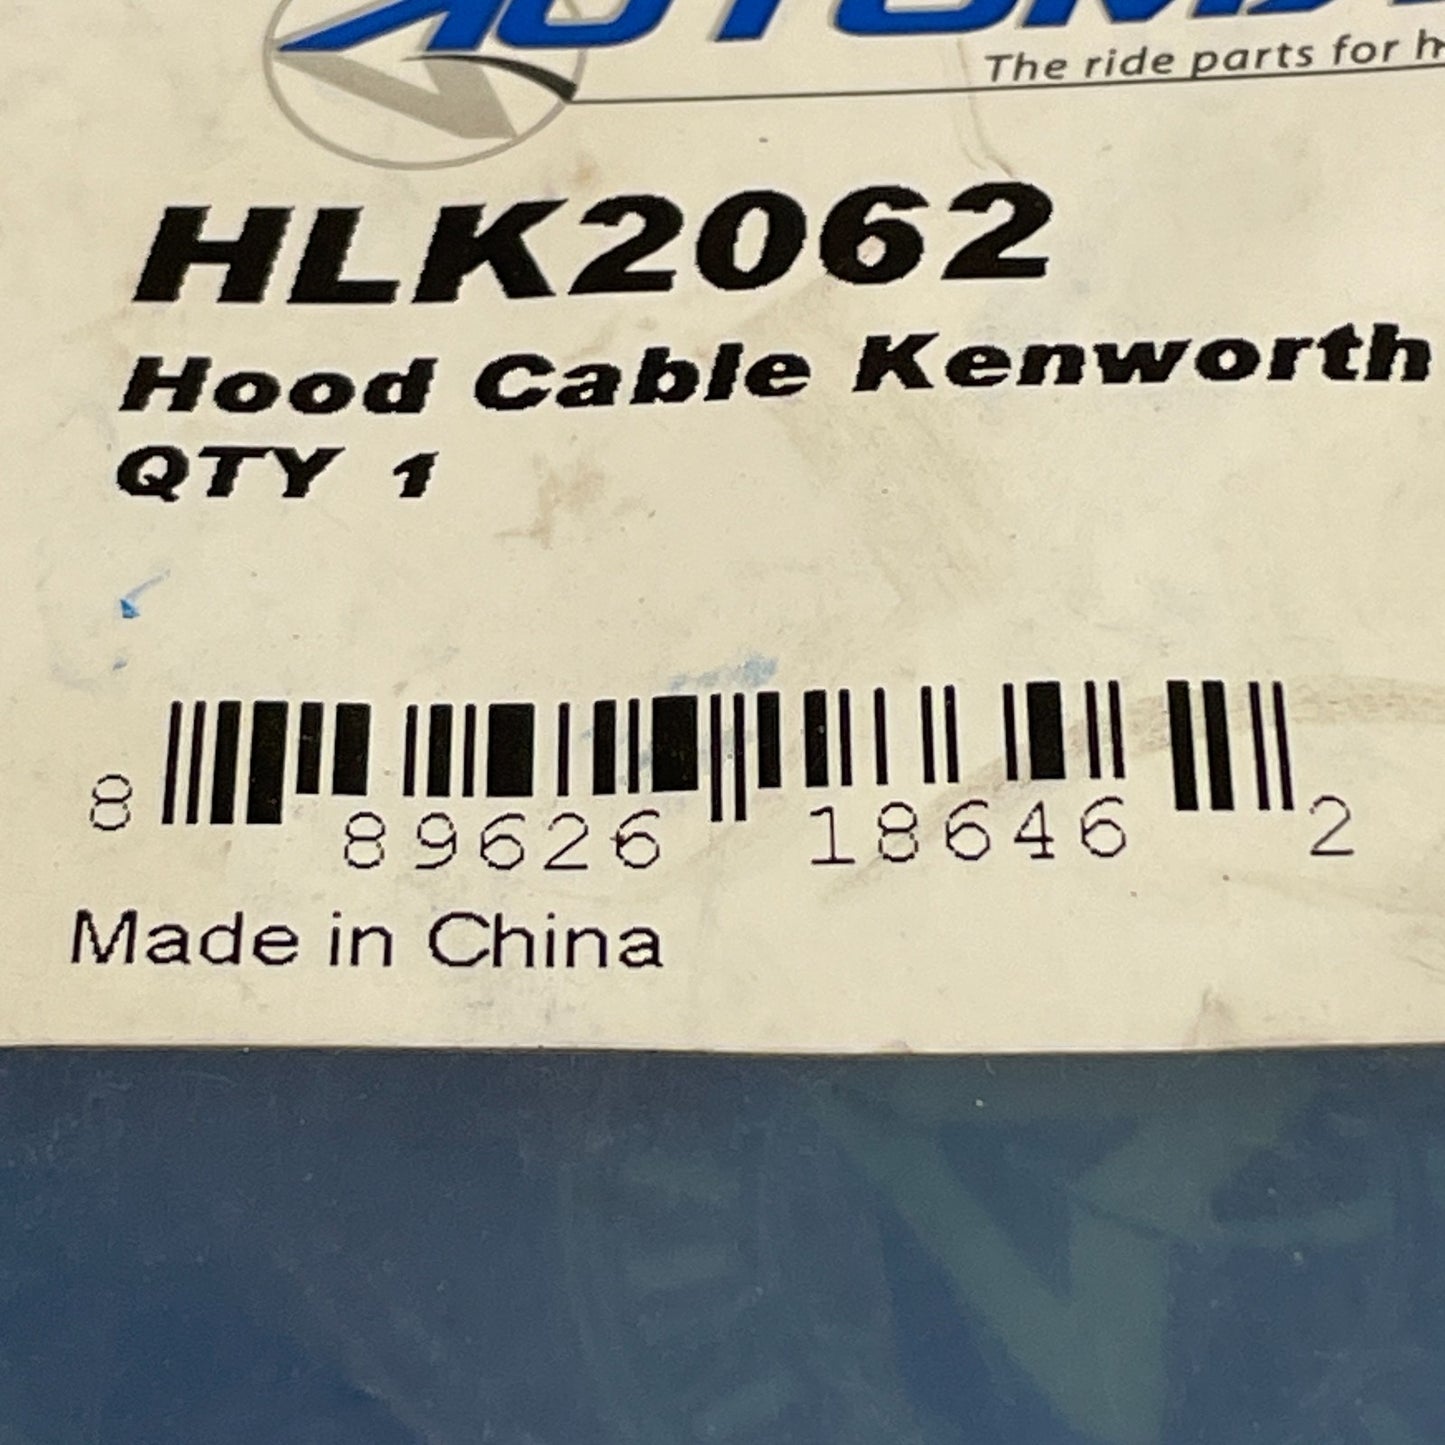 The ride parts for
HLK2062
Hood Cable Kenworth
QTY 1
8 89626 18646 2
Made in China